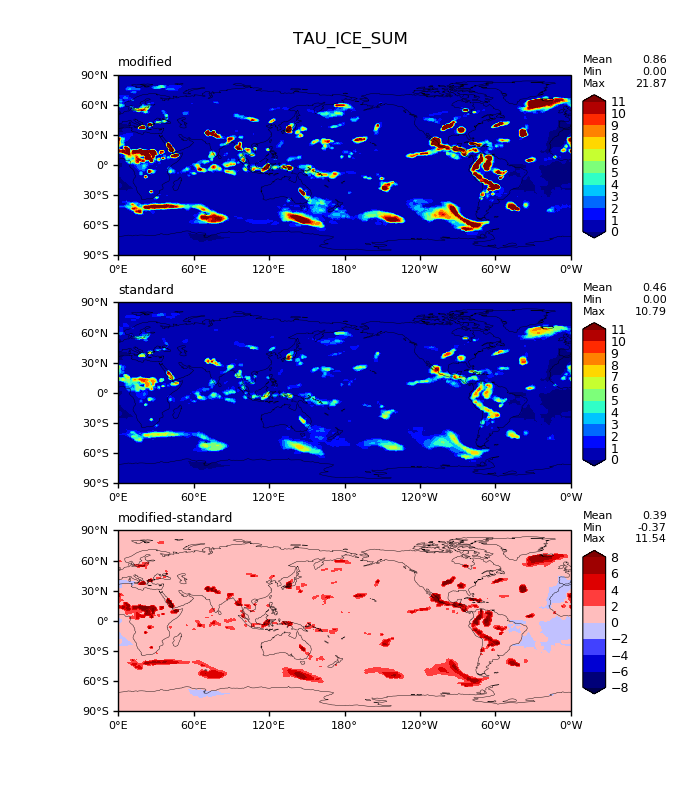 TAU_ICE_SUM
modified
Mean 0.86
Min 0.00
Max 21.87
90°N
60°N
30°N
0°
30°S
60°S
90°S
0°E 60°E 120°E 180° 120°W 60°W 0°W
11
10
9
8
7
6
5
4
3
2
1
0
standard
Mean 0.46
Min 0.00
Max 10.79
90°N
60°N
30°N
0°
30°S
60°S
90°S
0°E 60°E 120°E 180° 120°W 60°W 0°W
11
10
9
8
7
6
5
4
3
2
1
0
modified-standard
Mean 0.39
Min -0.37
Max 11.54
90°N
60°N
30°N
0°
30°S
60°S
90°S
0°E 60°E 120°E 180° 120°W 60°W 0°W
8
6
4
2
0
−2
−4
−6
−8